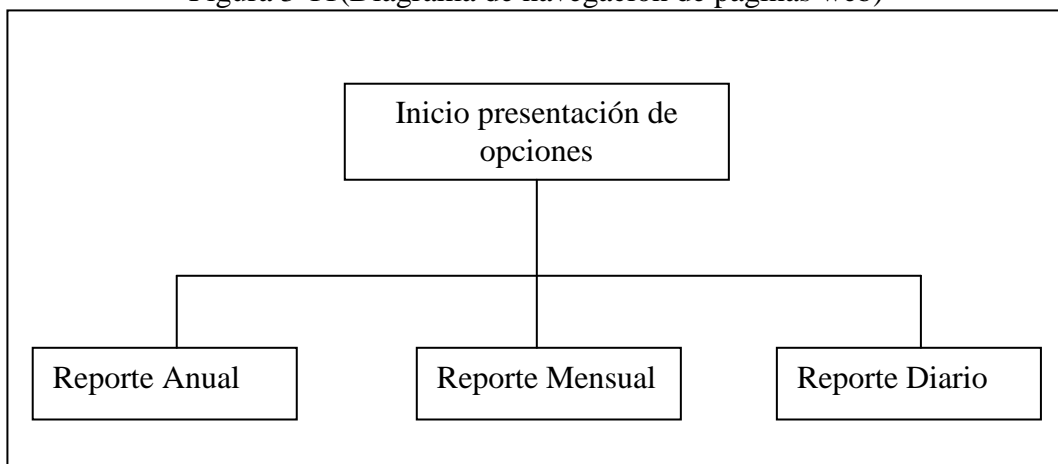 Figura 3-11(Diagrama de navegación de páginas web)
Inicio presentación de
opciones
Reporte Anual
Reporte Mensual
Reporte Diario